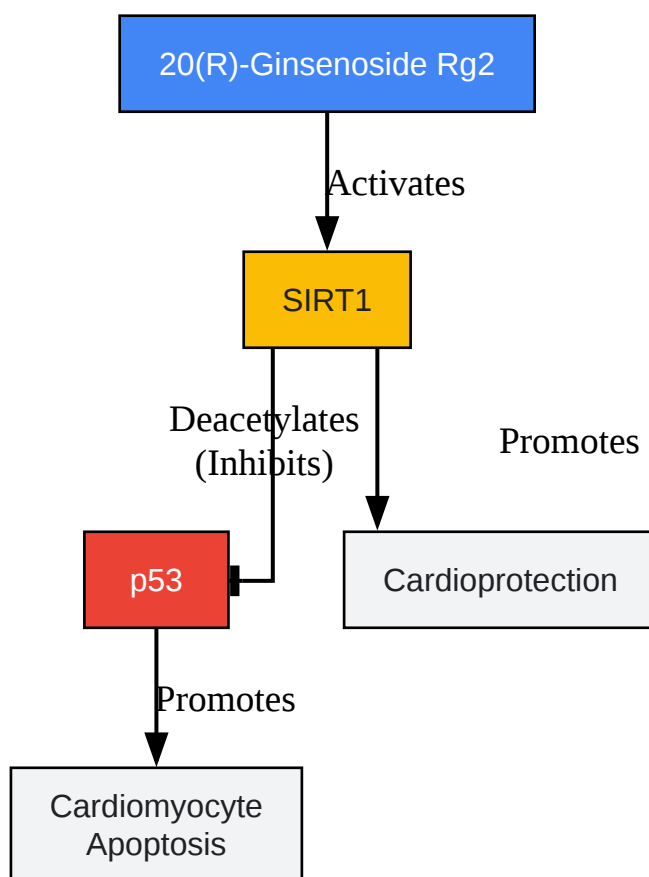 20(R)-Ginsenoside Rg2
Activates
SIRT1
Deacetylates
(Inhibits)
Promotes
p53
Cardioprotection
Promotes
Cardiomyocyte
Apoptosis